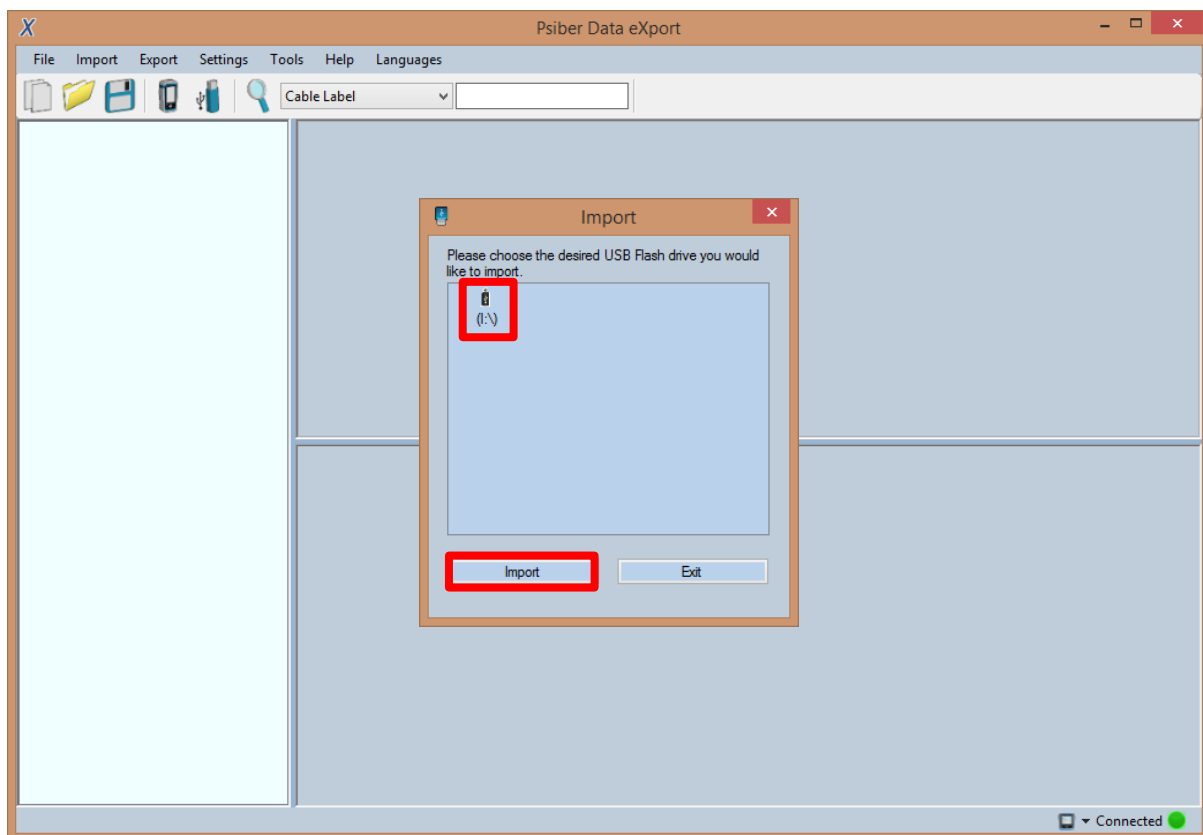 X
Psiber Data eXport
File Import Export Settings Tools Help Languages
Cable Label
Import
Please choose the desired USB Flash drive you would
like to import.
(I:\)
Import Exit
Connected